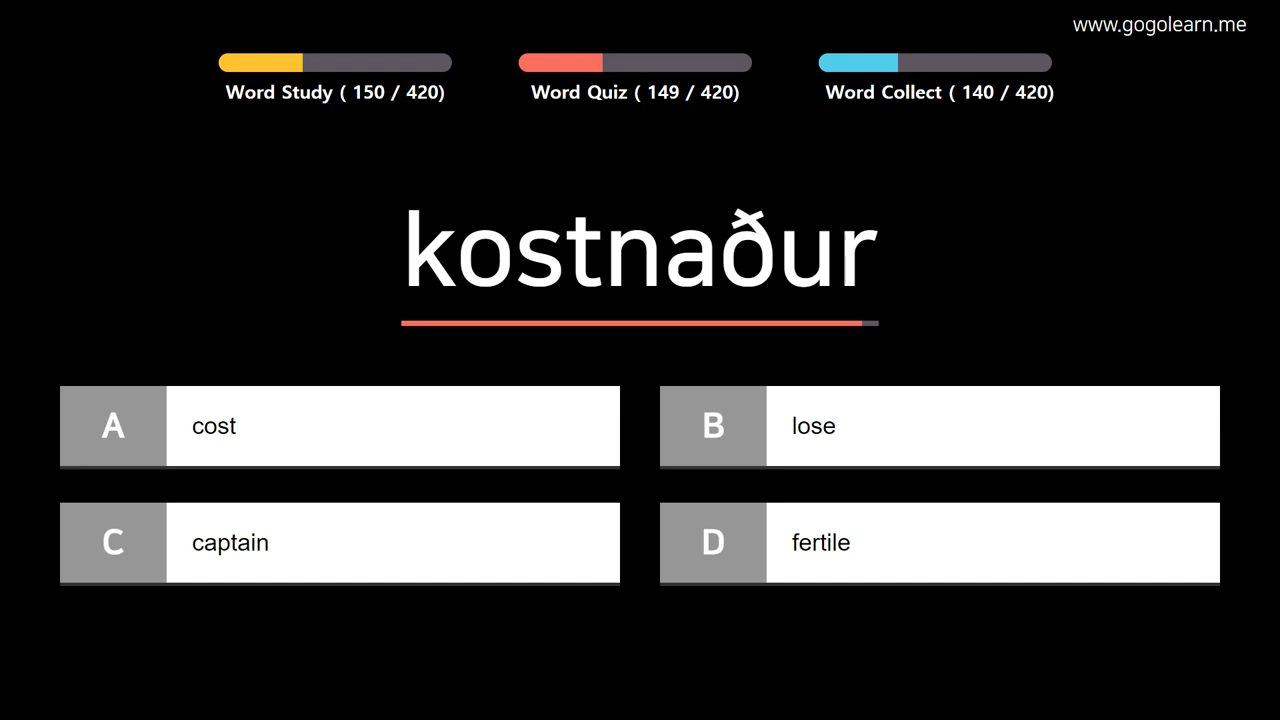 www.gogolearn.me
Word Study ( 150 / 420)
Word Quiz ( 149 / 420)
Word Collect ( 140 / 420)
kostnaður
A cost
B lose
C captain
D fertile